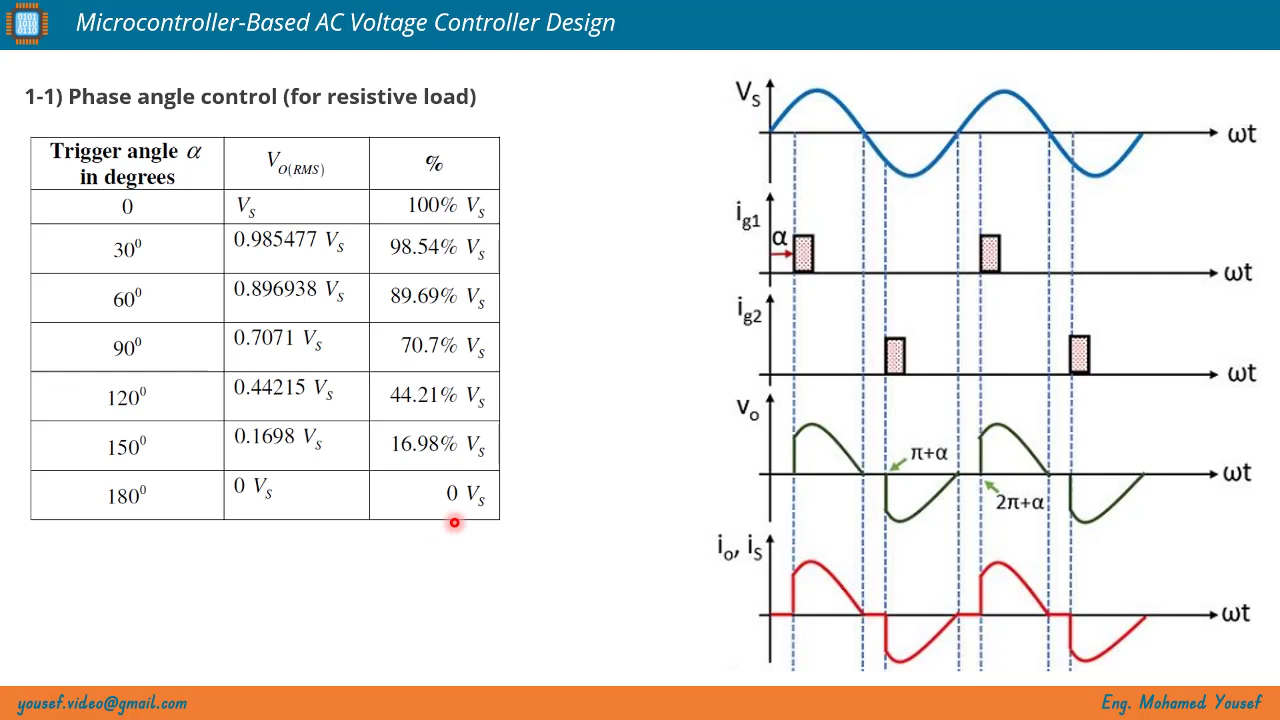 0101
1010
0110
Microcontroller-Based AC Voltage Controller Design
1-1) Phase angle control (for resistive load)
Trigger angle α
in degrees
V_O(RMS)
%
0
V_S
100% V_S
30⁰
0.985477 V_S
98.54% V_S
60⁰
0.896938 V_S
89.69% V_S
90⁰
0.7071 V_S
70.7% V_S
120⁰
0.44215 V_S
44.21% V_S
150⁰
0.1698 V_S
16.98% V_S
180⁰
0 V_S
0 V_S
V_S
ωt
i_g1
α
ωt
i_g2
ωt
v_o
π+α
2π+α
ωt
i_o, i_S
ωt
yousef.video@gmail.com
Eng. Mohamed Yousef